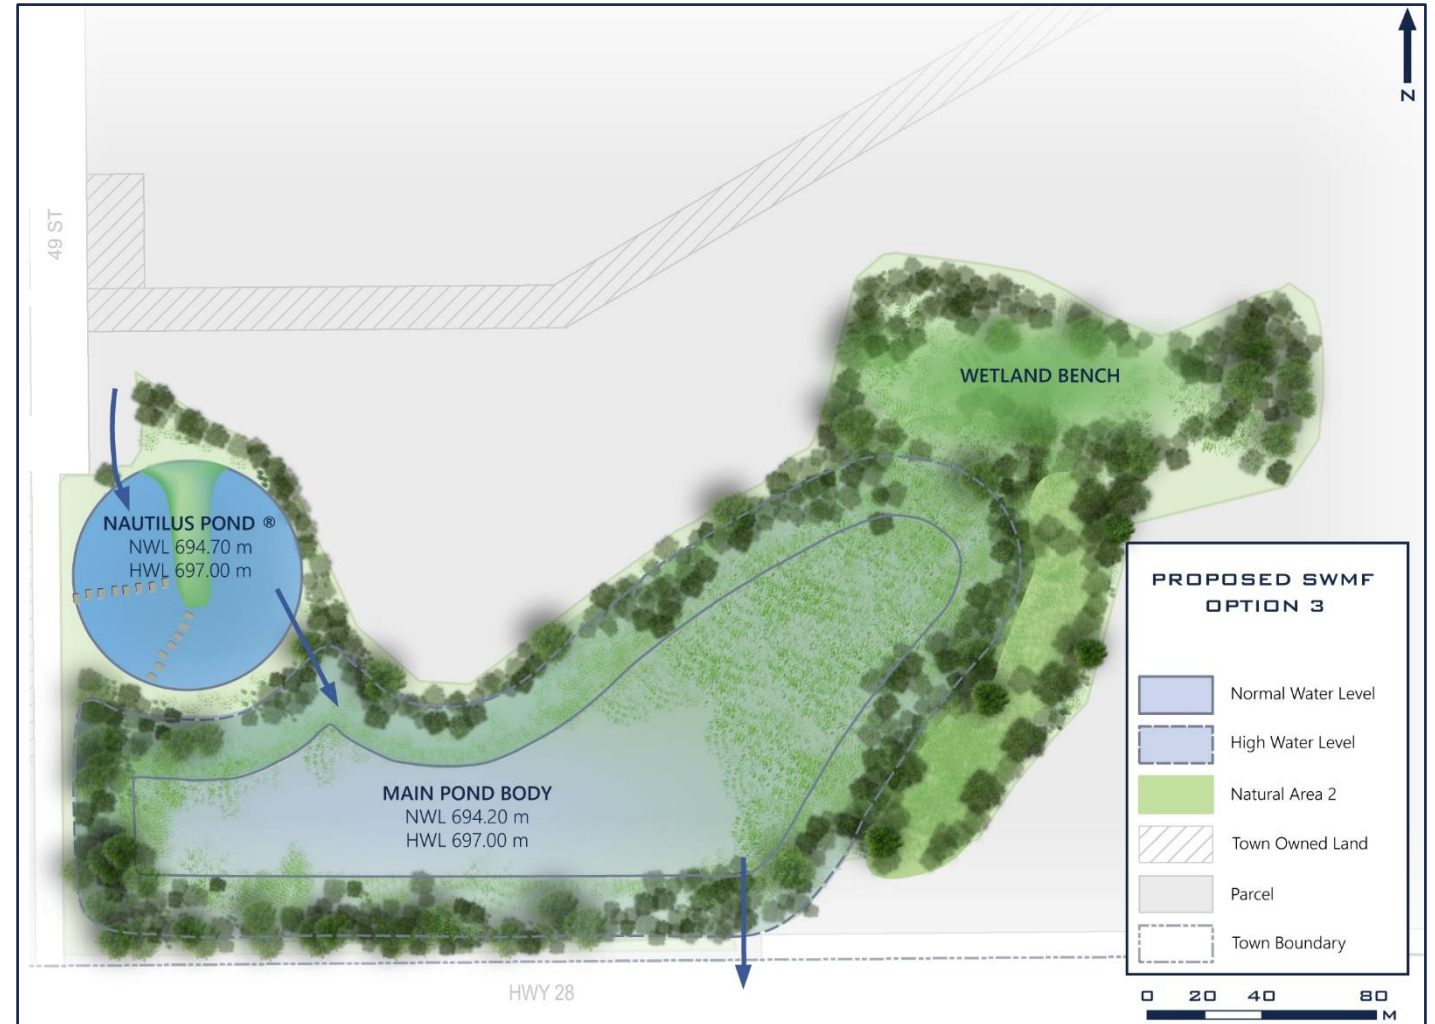 N
49 ST
WETLAND BENCH
NAUTILUS POND ®
NWL 694.70 m
HWL 697.00 m
MAIN POND BODY
NWL 694.20 m
HWL 697.00 m
HWY 28
PROPOSED SWMF
OPTION 3
Normal Water Level
High Water Level
Natural Area 2
Town Owned Land
Parcel
Town Boundary
0 20 40 80
M